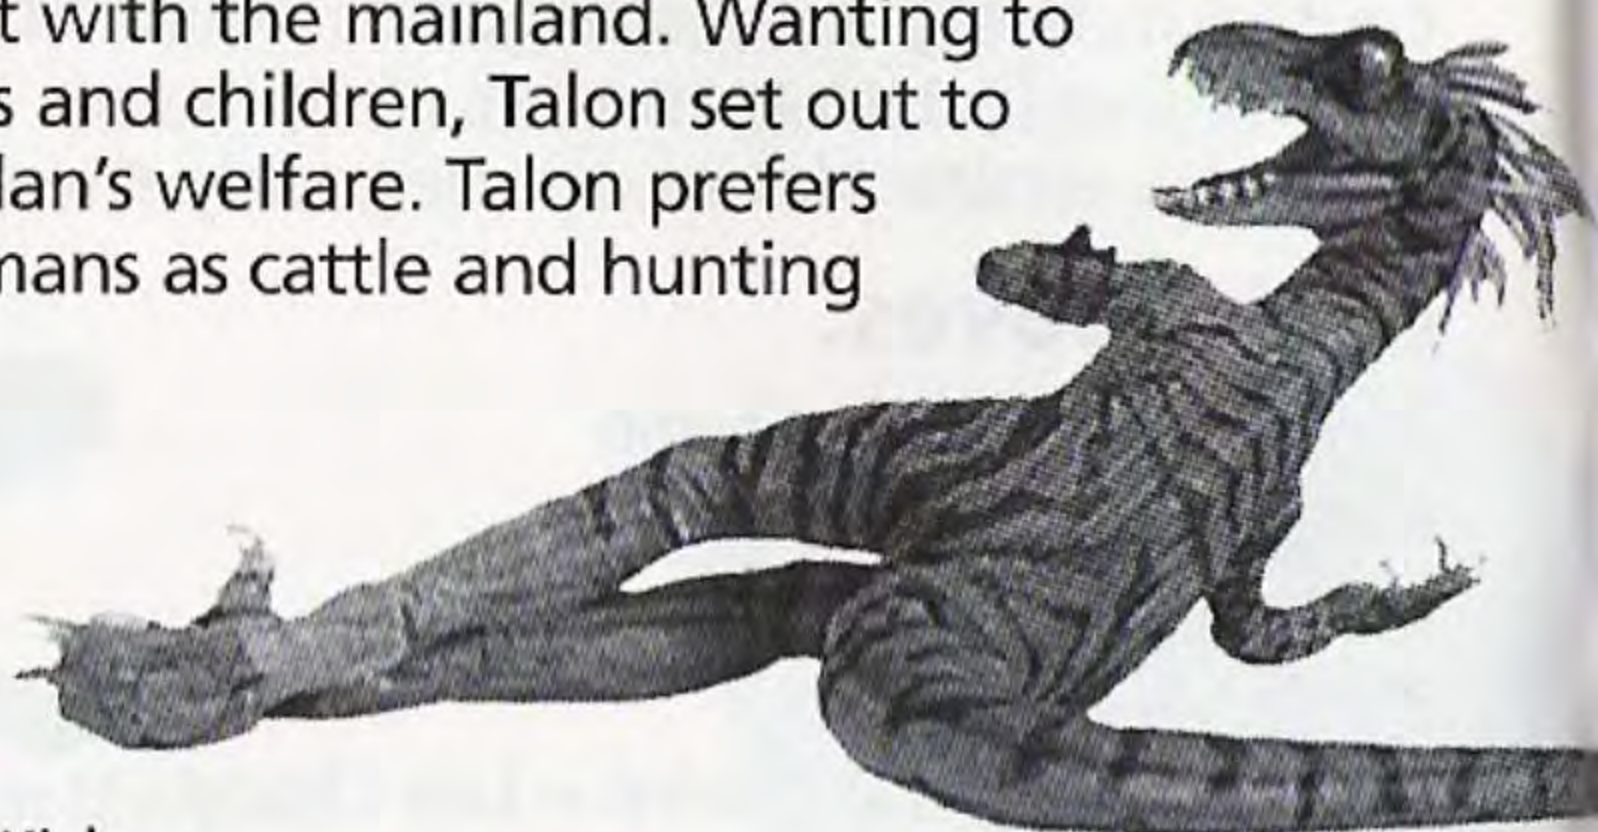 t with the mainland. Wanting to
s and children, Talon set out to
lan's welfare. Talon prefers
mans as cattle and hunting